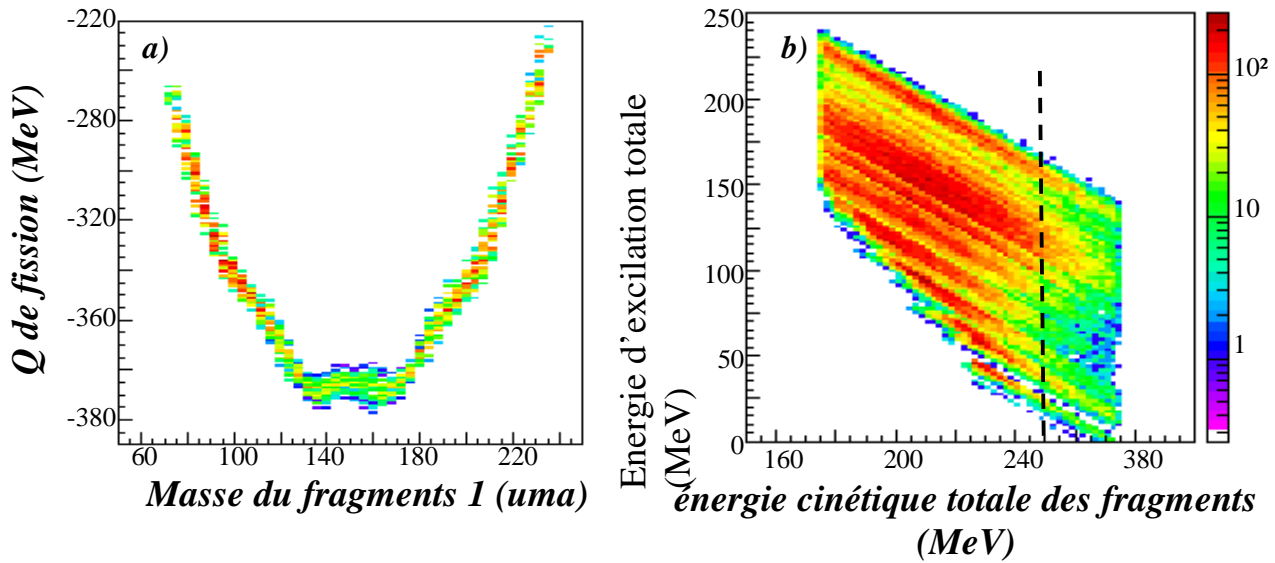 a)
-220
-280
-320
-360
-380
60 100 140 180 220
Q de fission (MeV)
Masse du fragments 1 (uma)
b)
250
200
150
100
50
0
160 200 240 380
Energie d'excilation totale
(MeV)
énergie cinétique totale des fragments
(MeV)
10²
10
1